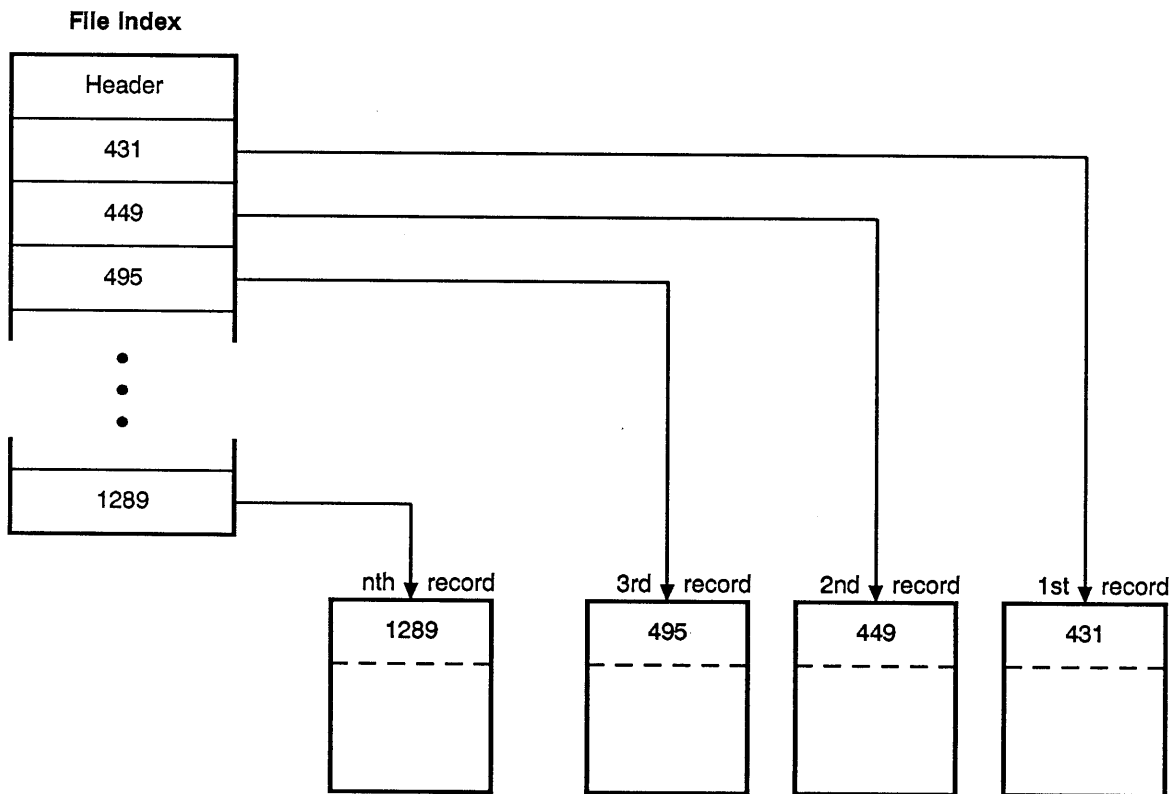 File Index
Header
431
449
495
1289
nth record
3rd record
2nd record
1st record
1289
495
449
431